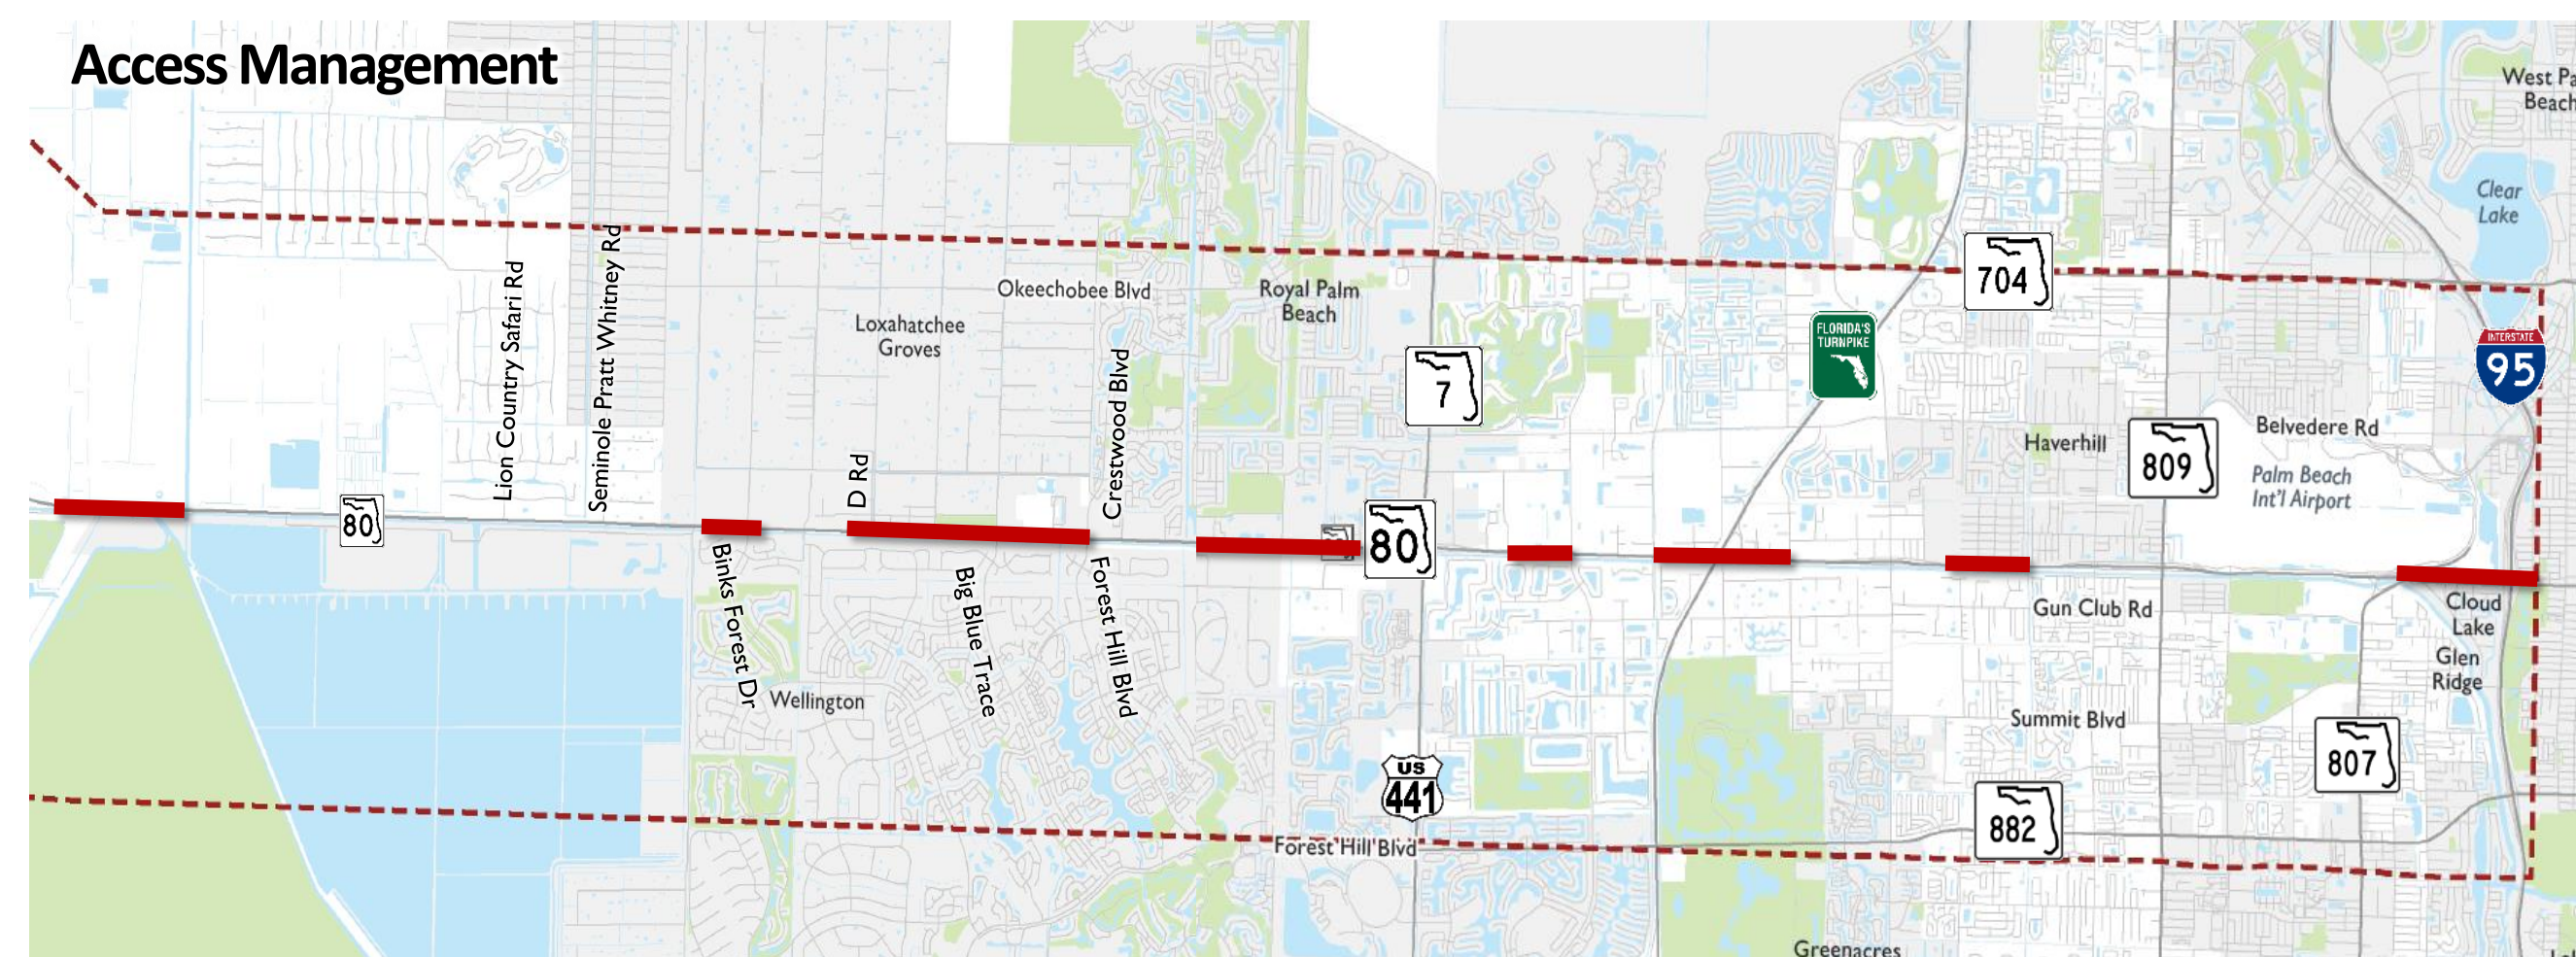 Access Management
West Pa
Beach
Clear
Lake
Lion Country Safari Rd
Seminole Pratt Whitney Rd
Okeechobee Blvd
Royal Palm
Beach
704
Loxahatchee
Groves
FLORIDA'S
TURNPIKE
INTERSTATE
95
Crestwood Blvd
7
Belvedere Rd
Haverhill
809
Palm Beach
Int'l Airport
D Rd
80
80
Binks Forest Dr
Big Blue Trace
Forest Hill Blvd
Gun Club Rd
Cloud
Lake
Glen
Ridge
Wellington
Summit Blvd
807
US
441
882
Forest Hill Blvd
Greenacres